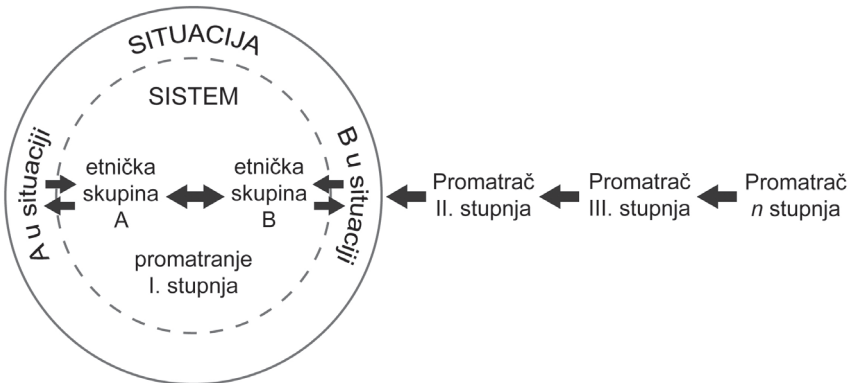 SITUACIJA
SISTEM
A u situaciji
etnička
skupina
A
etnička
skupina
B
B u situaciji
promatranje
I. stupnja
Promatrač
II. stupnja
Promatrač
III. stupnja
Promatrač
n stupnja